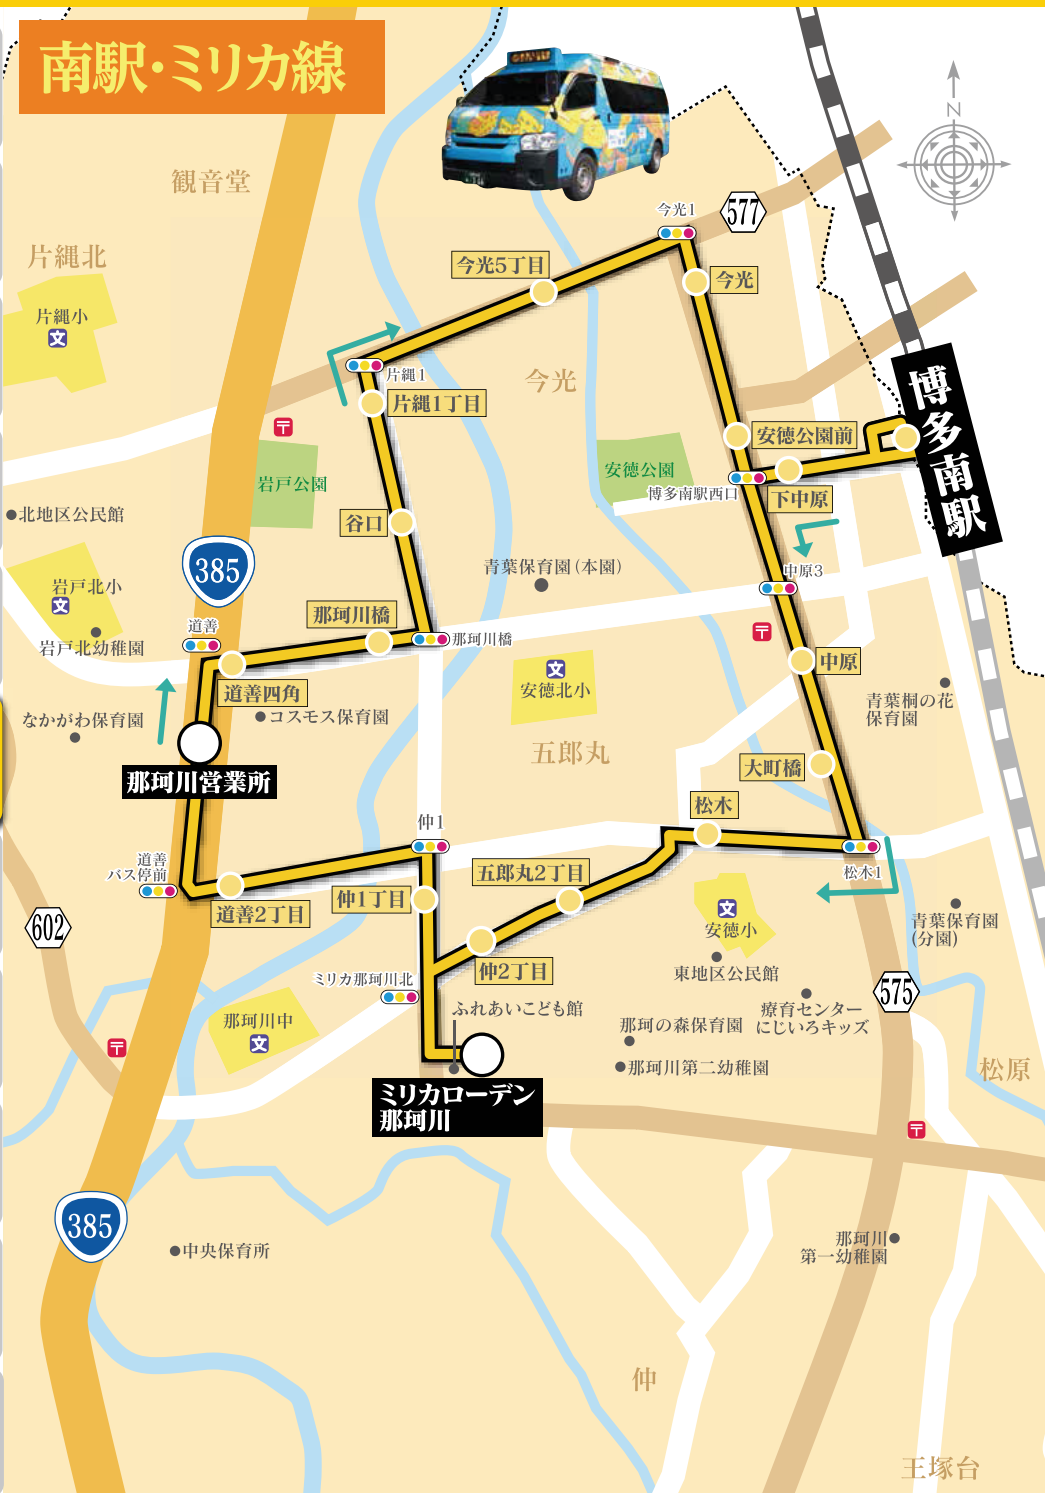 南駅・ミリカ線
観音堂
片縄北
片縄小
文
今光1
577
N
今光5丁目
今光
片縄1
片縄1丁目
今光
〒
岩戸公園
安徳公園
安徳公園前
博多南駅西口
下中原
博多南駅
谷口
北地区公民館
385
岩戸北小
文
岩戸北幼稚園
青葉保育園(本園)
中原3
那珂川橋
那珂川橋
道善
〒
中原
道善四角
文
安徳北小
青葉桐の花
保育園
なかがわ保育園
コスモス保育園
五郎丸
大町橋
那珂川営業所
松木
仲1
道善
バス停前
松木1
五郎丸2丁目
仲1丁目
道善2丁目
602
文
安徳小
青葉保育園
(分園)
仲2丁目
東地区公民館
ミリカ那珂川北
575
ふれあいこども館
療育センター
にじいろキッズ
那珂川中
文
那珂の森保育園
〒
那珂川第二幼稚園
松原
ミリカローデン
那珂川
〒
385
中央保育所
那珂川
第一幼稚園
仲
王塚台